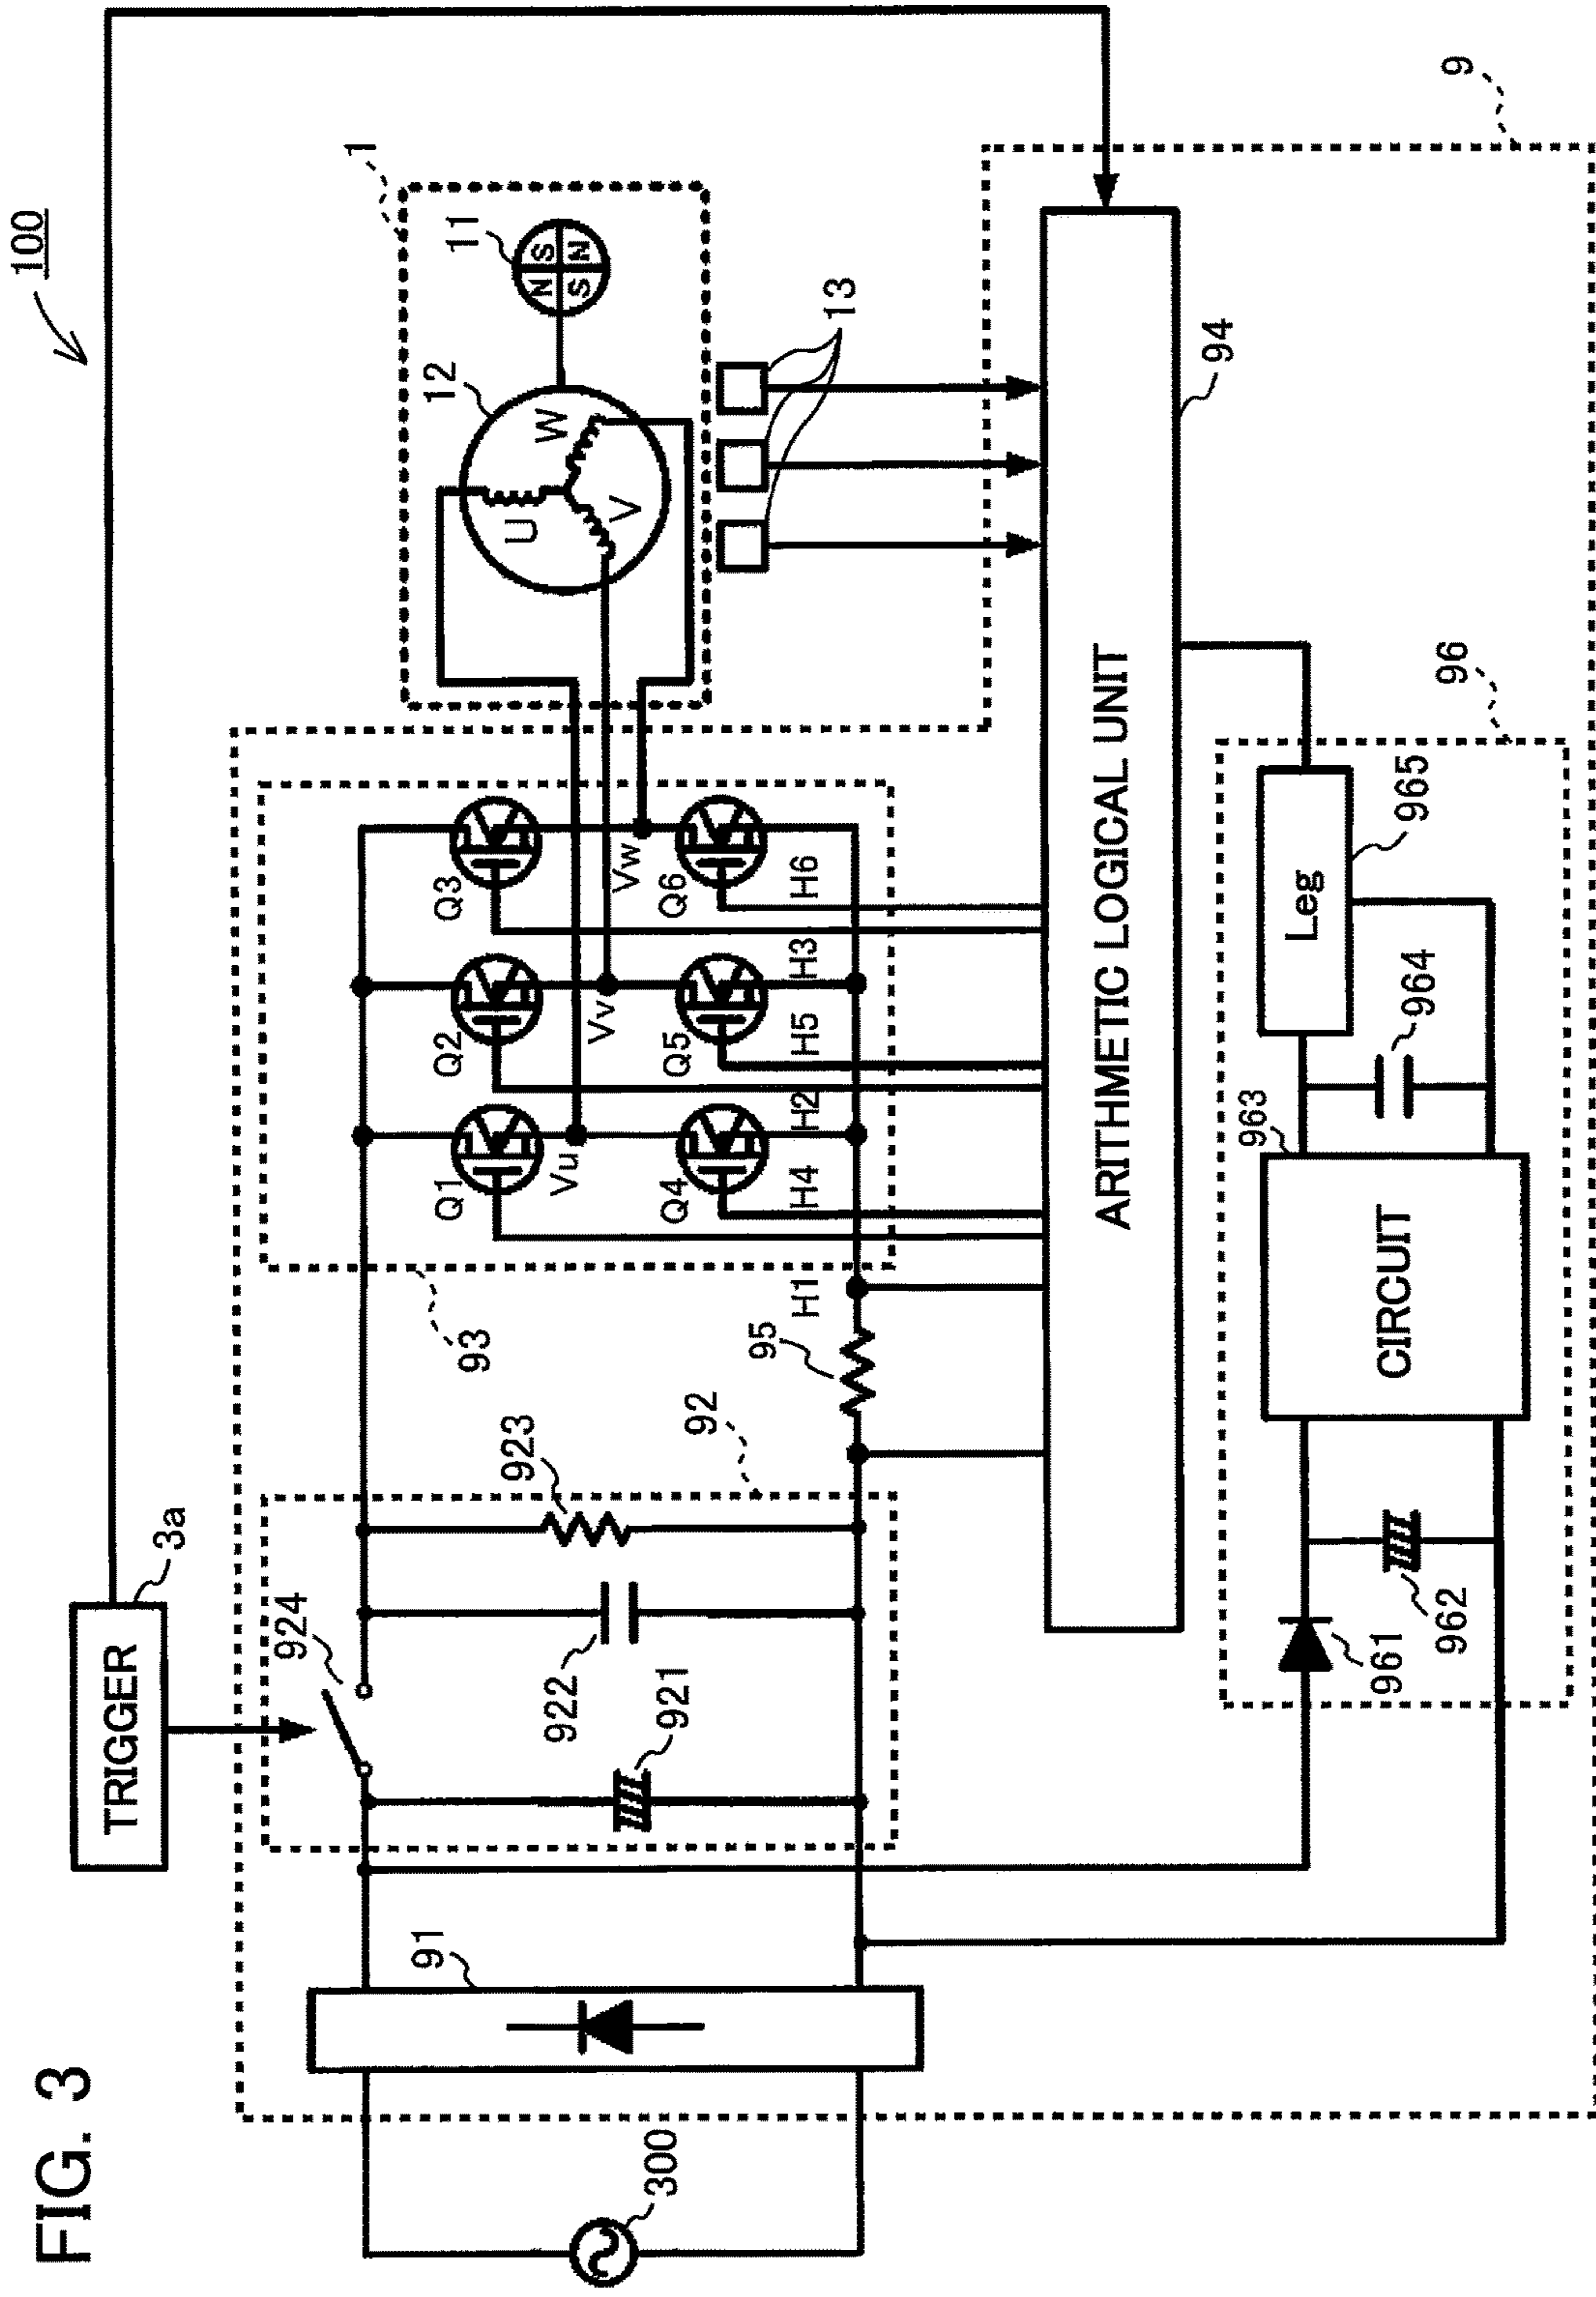 FIG. 3
100
TRIGGER
3a
924
923
92
922
921
91
300
93
95
Q1
Q2
Q3
Vu
Vv
Vw
Q4
Q5
Q6
H1
H4
H2
H5
H3
H6
1
11
N
S
S
N
12
U
V
W
13
9
ARITHMETIC LOGICAL UNIT
94
96
961
962
963
CIRCUIT
964
Leg
965